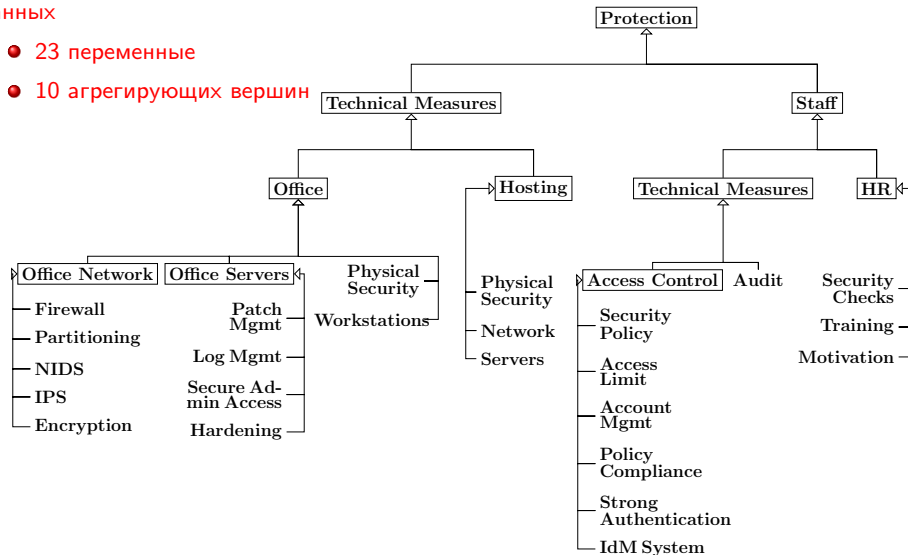 анных
23 переменные
10 агрегирующих вершин
Protection
Technical Measures
Staff
Office
Hosting
Technical Measures
HR
Office Network
Firewall
Partitioning
NIDS
IPS
Encryption
Office Servers
Patch
Mgmt
Log Mgmt
Secure Ad-
min Access
Hardening
Physical
Security
Workstations
Physical
Security
Network
Servers
Access Control
Security
Policy
Access
Limit
Account
Mgmt
Policy
Compliance
Strong
Authentication
IdM System
Audit
Security
Checks
Training
Motivation